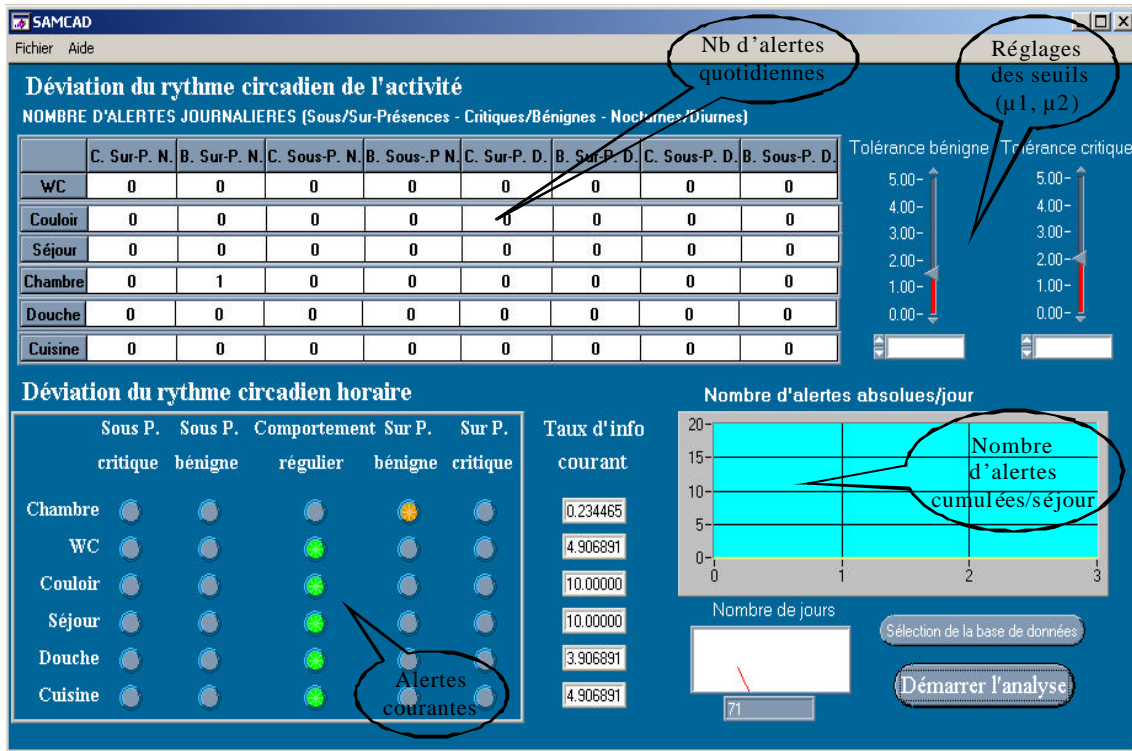 SAMCAD
Fichier Aide
Nb d'alertes
quotidiennes
Réglages
des seuils
(µ1, µ2)
Déviation du rythme circadien de l'activité
NOMBRE D'ALERTES JOURNALIERES (Sous/Sur-Présences - Critiques/Bénignes - Nocturnes/Diurnes)
C. Sur-P. N. B. Sur-P. N. C. Sous-P. N. B. Sous-.P N. C. Sur-P. D. B. Sur-P. D. C. Sous-P. D. B. Sous-P. D.
WC 0 0 0 0 0 0 0 0
Couloir 0 0 0 0 0 0 0 0
Séjour 0 0 0 0 0 0 0 0
Chambre 0 1 0 0 0 0 0 0
Douche 0 0 0 0 0 0 0 0
Cuisine 0 0 0 0 0 0 0 0
Tolérance bénigne Tolérance critique
5.00- 5.00-
4.00- 4.00-
3.00- 3.00-
2.00- 2.00-
1.00- 1.00-
0.00- 0.00-
Déviation du rythme circadien horaire
Sous P. Sous P. Comportement Sur P. Sur P. Taux d'info
critique bénigne régulier bénigne critique courant
Chambre 0.234465
WC 4.906891
Couloir 10.00000
Séjour 10.00000
Douche 3.906891
Cuisine 4.906891
Alertes
courantes
Nombre d'alertes absolues/jour
20-
15-
10-
5-
0-
0 1 2 3
Nombre
d'alertes
cumulées/séjour
Nombre de jours
71
Sélection de la base de données
Démarrer l'analyse